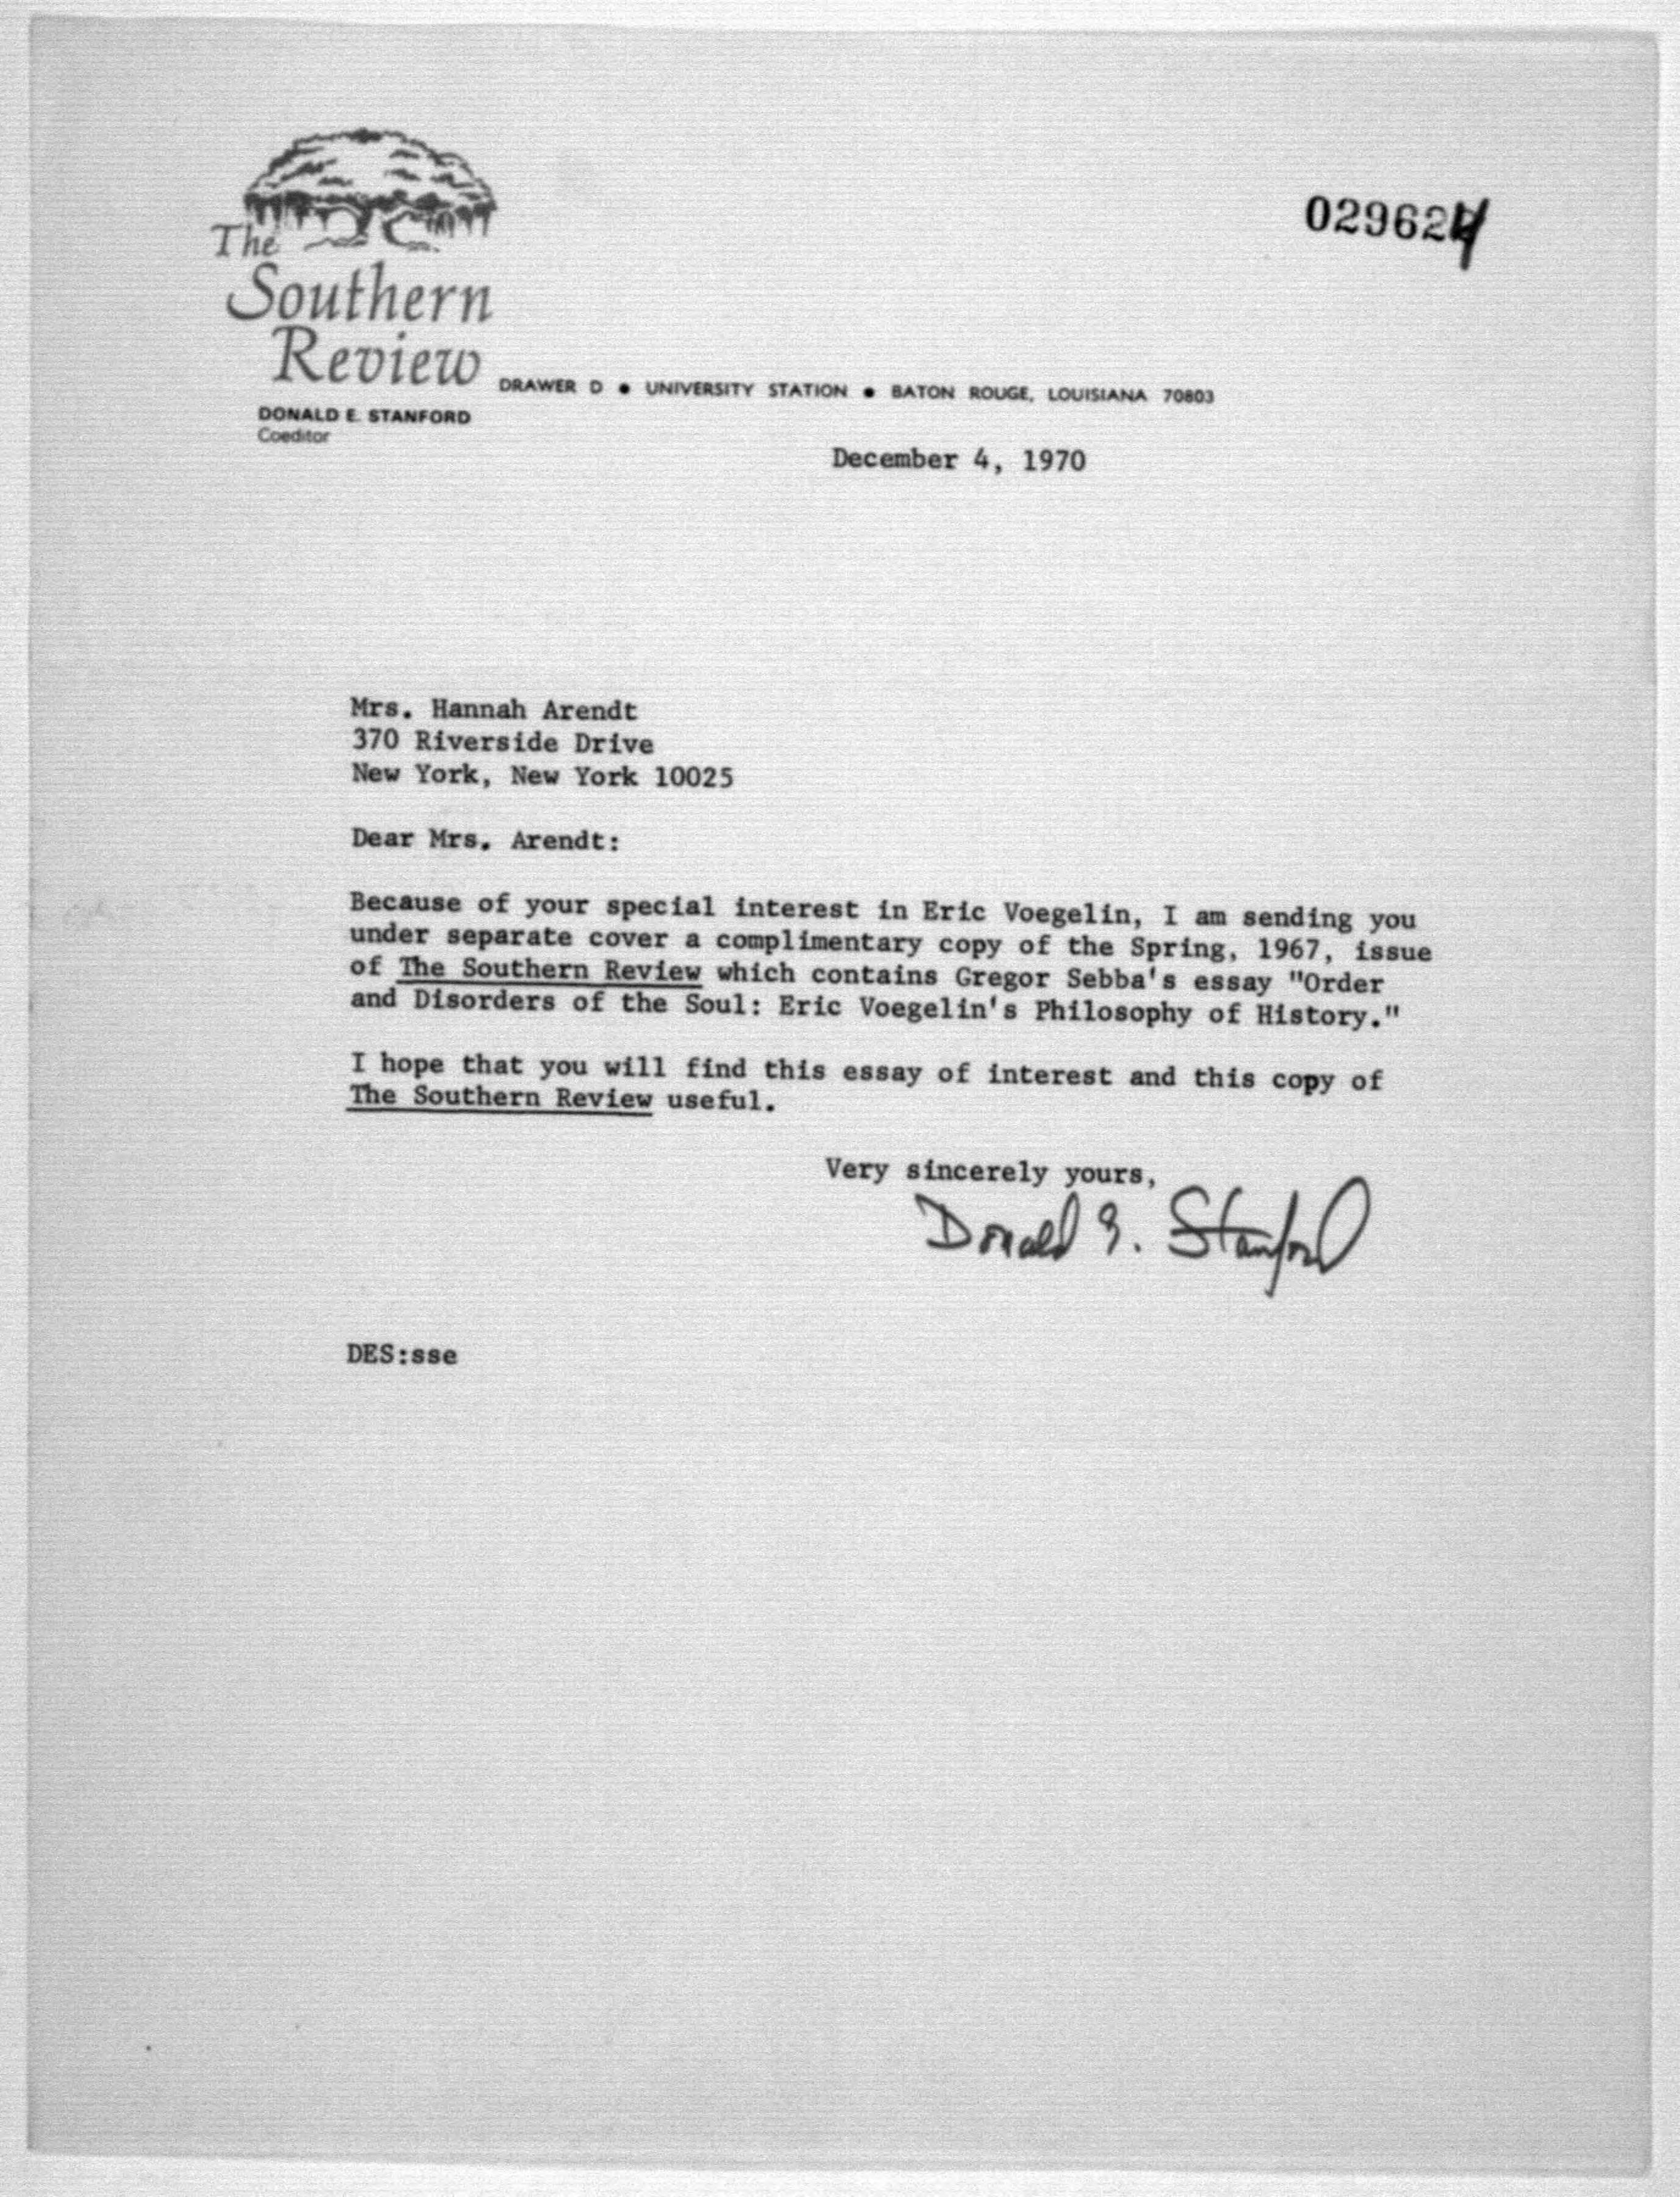 029624
The
Southern
Review
DRAWER D ● UNIVERSITY STATION ● BATON ROUGE, LOUISIANA 70803
DONALD E. STANFORD
Coeditor
December 4, 1970
Mrs. Hannah Arendt
370 Riverside Drive
New York, New York 10025
Dear Mrs. Arendt:
Because of your special interest in Eric Voegelin, I am sending you
under separate cover a complimentary copy of the Spring, 1967, issue
of The Southern Review which contains Gregor Sebba's essay "Order
and Disorders of the Soul: Eric Voegelin's Philosophy of History."
I hope that you will find this essay of interest and this copy of
The Southern Review useful.
Very sincerely yours,
Donald E. Stanford
DES:sse